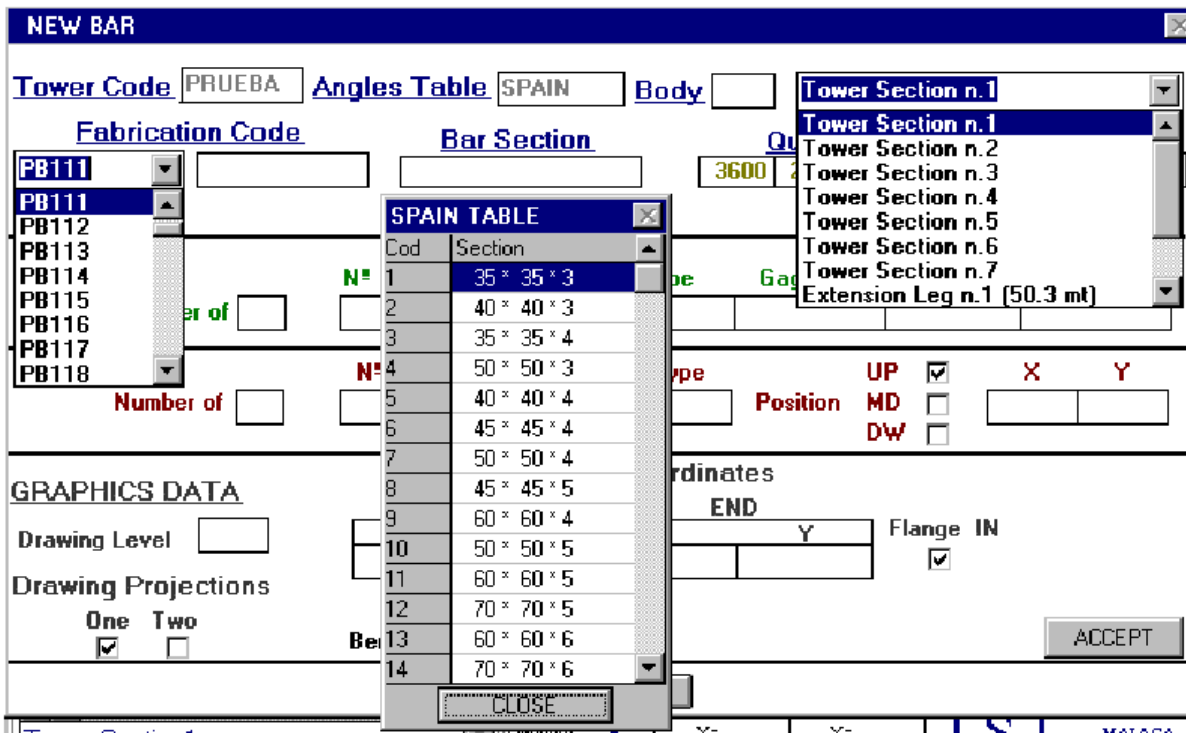 NEW BAR
Tower Code PRUEBA Angles Table SPAIN Body Tower Section n.1
Fabrication Code Bar Section
PB111 3600
PB111
PB112
PB113
PB114
PB115
PB116
PB117
PB118
Tower Section n.1
Tower Section n.2
Tower Section n.3
Tower Section n.4
Tower Section n.5
Tower Section n.6
Tower Section n.7
Extension Leg n.1 (50.3 mt)
SPAIN TABLE
Cod Section
1 35 x 35 x 3
2 40 x 40 x 3
3 35 x 35 x 4
4 50 x 50 x 3
5 40 x 40 x 4
6 45 x 45 x 4
7 50 x 50 x 4
8 45 x 45 x 5
9 60 x 60 x 4
10 50 x 50 x 5
11 60 x 60 x 5
12 70 x 70 x 5
13 60 x 60 x 6
14 70 x 70 x 6
CLOSE
Nº
of
Nº UP X Y
Number of Position MD
DW
GRAPHICS DATA
END
Drawing Level Y Flange IN
Drawing Projections
One Two
ACCEPT
MALAGA